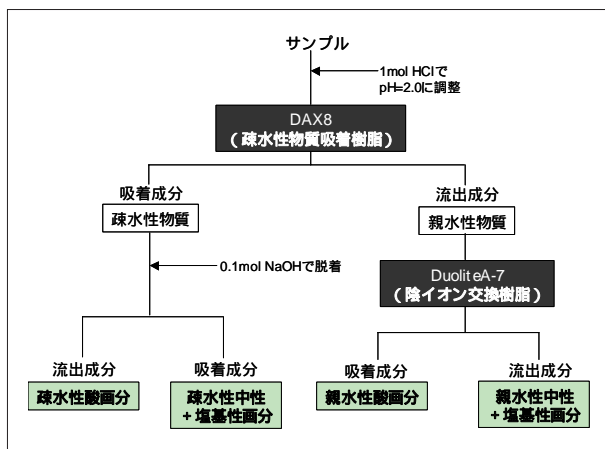 サンプル
1mol HClで
pH=2.0に調整
DAX8
（疎水性物質吸着樹脂）
吸着成分
疎水性物質
流出成分
親水性物質
0.1mol NaOHで脱着
DuoliteA-7
（陰イオン交換樹脂）
流出成分
疎水性酸画分
吸着成分
疎水性中性
+塩基性画分
吸着成分
親水性酸画分
流出成分
親水性中性
+塩基性画分